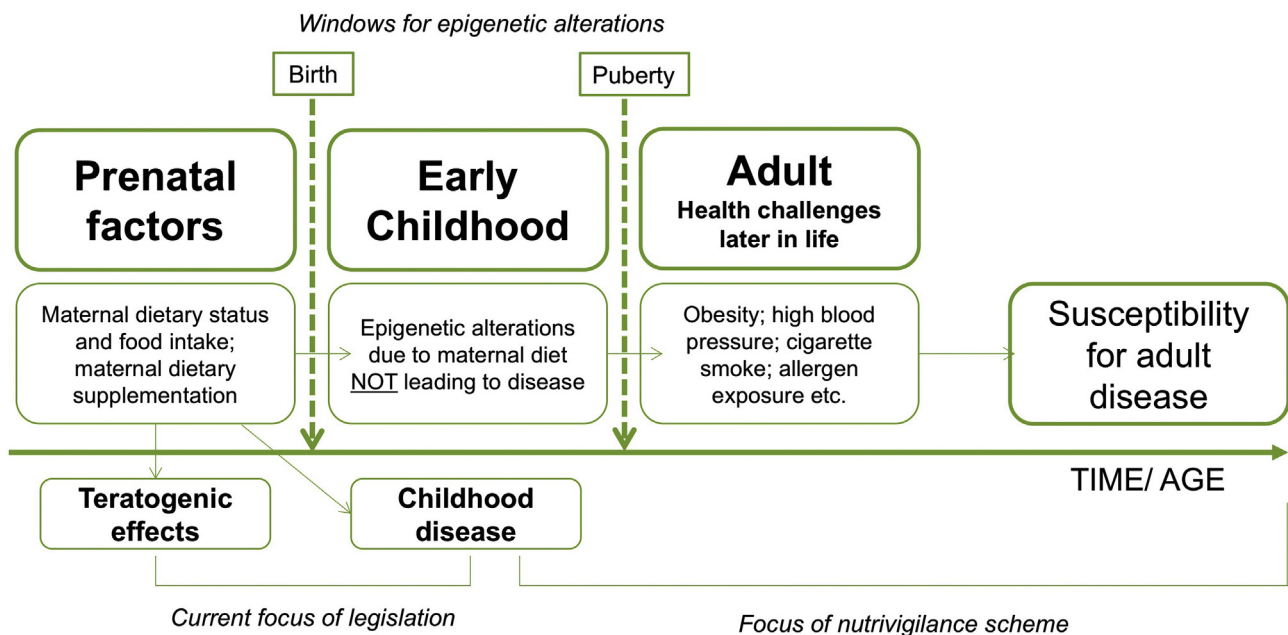 Windows for epigenetic alterations
Birth
Puberty
Prenatal
factors
Early
Childhood
Adult
Health challenges
later in life
Maternal dietary status
and food intake;
maternal dietary
supplementation
Epigenetic alterations
due to maternal diet
NOT leading to disease
Obesity; high blood
pressure; cigarette
smoke; allergen
exposure etc.
Susceptibility
for adult
disease
TIME/ AGE
Teratogenic
effects
Childhood
disease
Current focus of legislation
Focus of nutrivigilance scheme